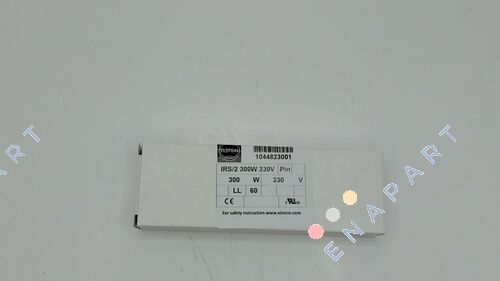 ELSTEIN
1044823001
IRS/2 300W 230V Pin
300 W 230 V
LL 60
CE
For safety instruction www.elstein.com
ENAPART